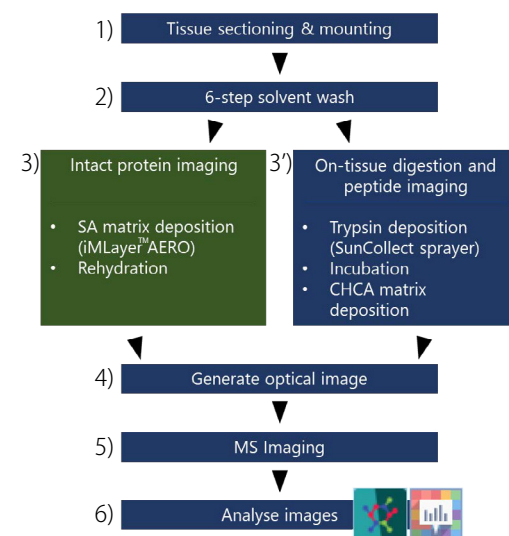 1) Tissue sectioning & mounting
2) 6-step solvent wash
3) Intact protein imaging
• SA matrix deposition
(iMLayer™AERO)
• Rehydration
3') On-tissue digestion and
peptide imaging
• Trypsin deposition
(SunCollect sprayer)
• Incubation
• CHCA matrix
deposition
4) Generate optical image
5) MS Imaging
6) Analyse images